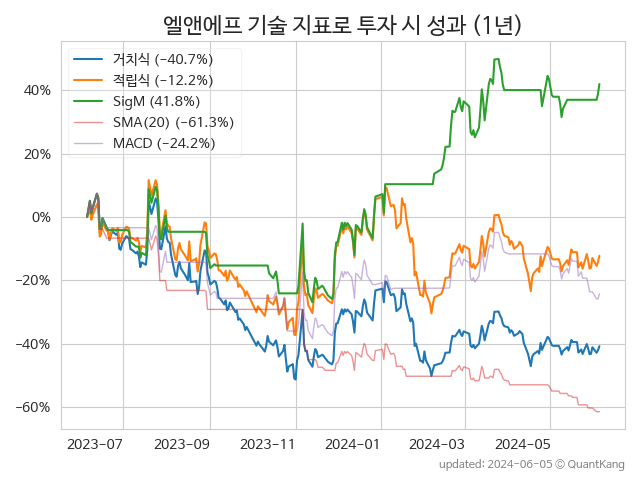 엘앤에프 기술 지표로 투자 시 성과 (1년)
거치식 (−40.7%)
적립식 (−12.2%)
SigM (41.8%)
SMA(20) (−61.3%)
MACD (−24.2%)
40%
20%
0%
−20%
−40%
−60%
2023−07 2023−09 2023−11 2024−01 2024−03 2024−05
updated: 2024−06−05 © QuantKang